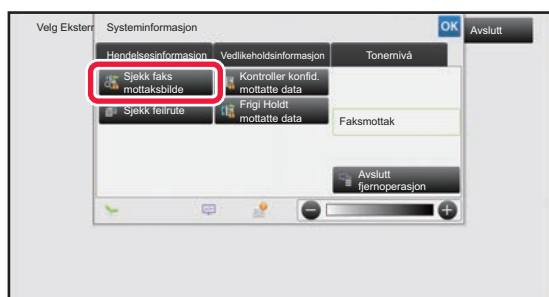 Velg Ekstern
Systeminformasjon
OK
Avslutt
Hendelsesinformasjon
Vedlikeholdsinformasjon
Tonernivå
Sjekk faks
mottaksbilde
Kontroller konfid.
mottatte data
Sjekk feilrute
Frigi Holdt
mottatte data
Faksmottak
Avslutt
fjernoperasjon